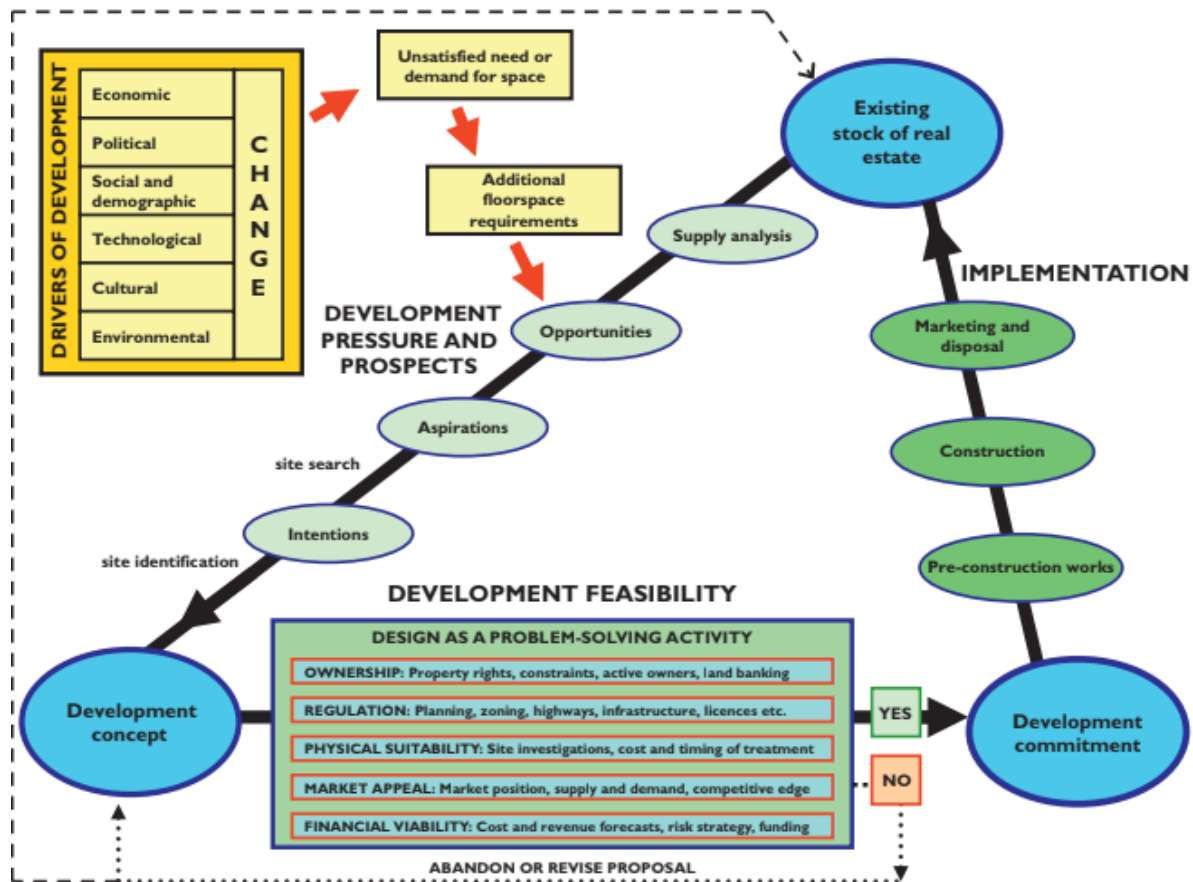 DRIVERS OF DEVELOPMENT
Economic
Political
Social and
demographic
Technological
Cultural
Environmental
CHANGE
Unsatisfied need or
demand for space
Additional
floorspace
requirements
Existing
stock of real
estate
Supply analysis
Opportunities
DEVELOPMENT
PRESSURE AND
PROSPECTS
Aspirations
site search
Intentions
site identification
IMPLEMENTATION
Marketing and
disposal
Construction
Pre-construction works
DEVELOPMENT FEASIBILITY
DESIGN AS A PROBLEM-SOLVING ACTIVITY
OWNERSHIP: Property rights, constraints, active owners, land banking
REGULATION: Planning, zoning, highways, infrastructure, licences etc.
PHYSICAL SUITABILITY: Site investigations, cost and timing of treatment
MARKET APPEAL: Market position, supply and demand, competitive edge
FINANCIAL VIABILITY: Cost and revenue forecasts, risk strategy, funding
Development
concept
YES
NO
Development
commitment
ABANDON OR REVISE PROPOSAL